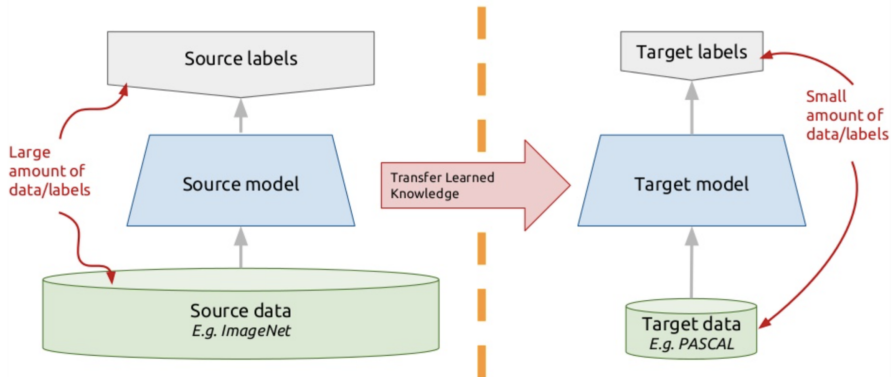 Source labels
Large
amount of
data/labels
Source model
Source data
E.g. ImageNet
Transfer Learned
Knowledge
Target labels
Small
amount of
data/labels
Target model
Target data
E.g. PASCAL